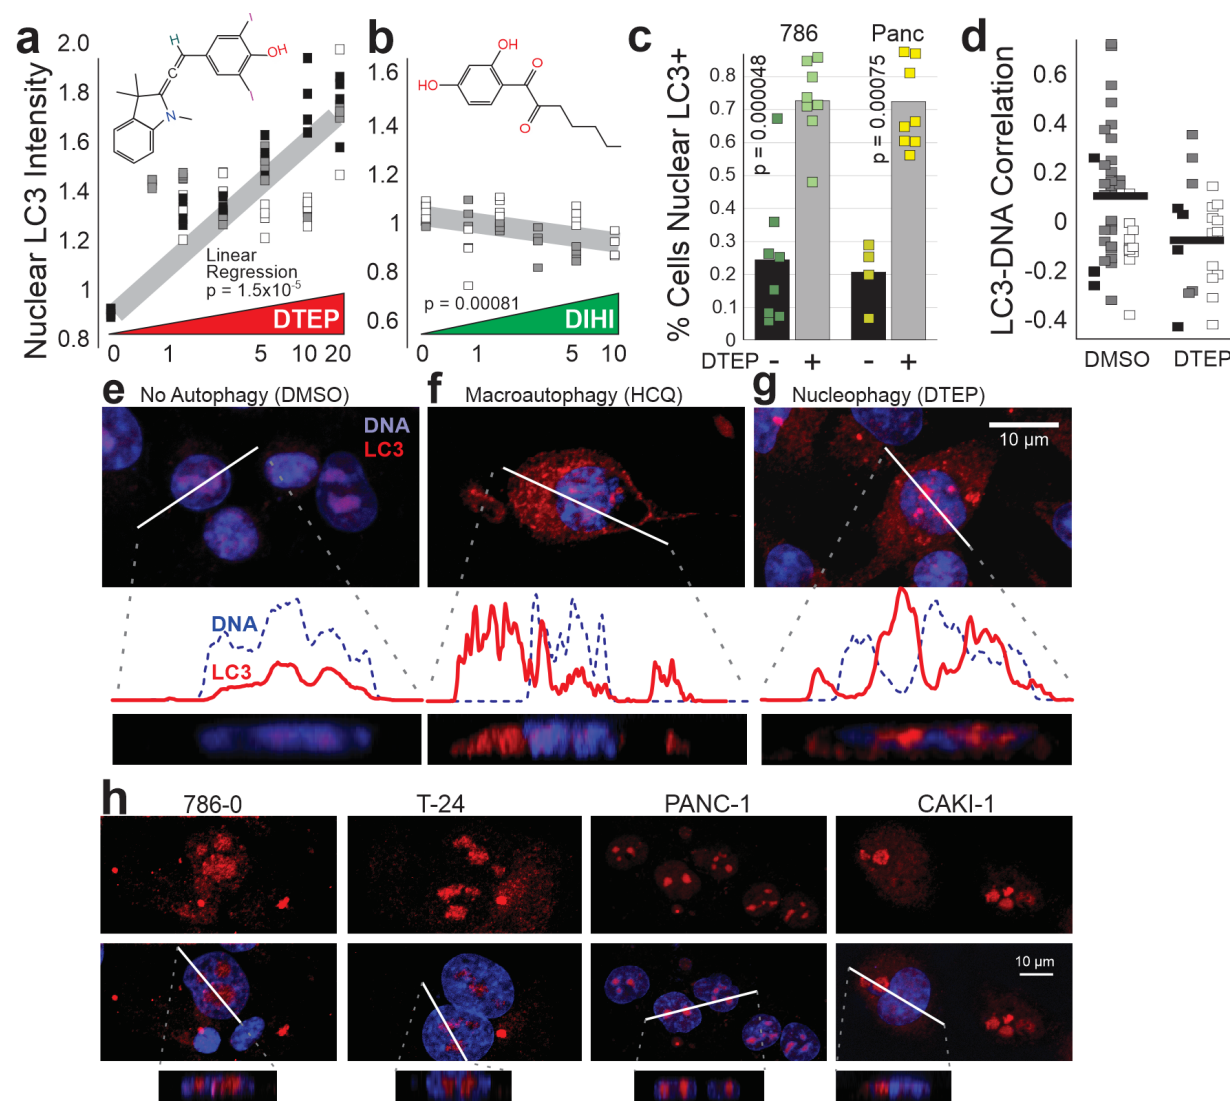 a
Nuclear LC3 Intensity
2.0
1.8
1.6
1.4
1.2
1
0.8
H
I
OH
I
N
Linear
Regression
p = 1.5x10-5
DTEP
0 1 5 10 20
b
1.6
1.4
1.2
1
0.8
0.6
OH
HO
O
O
p = 0.00081
DIHI
0 1 5 10
c
786 Panc
% Cells Nuclear LC3+
0.8
0.7
0.6
0.5
0.4
0.3
0.2
0.1
0
p = 0.000048
p = 0.00075
DTEP - + - +
d
LC3-DNA Correlation
0.6
0.4
0.2
0
-0.2
-0.4
DMSO DTEP
e
No Autophagy (DMSO)
DNA
LC3
f
Macroautophagy (HCQ)
g
Nucleophagy (DTEP)
10 µm
DNA
LC3
h
786-0 T-24 PANC-1 CAKI-1
10 µm